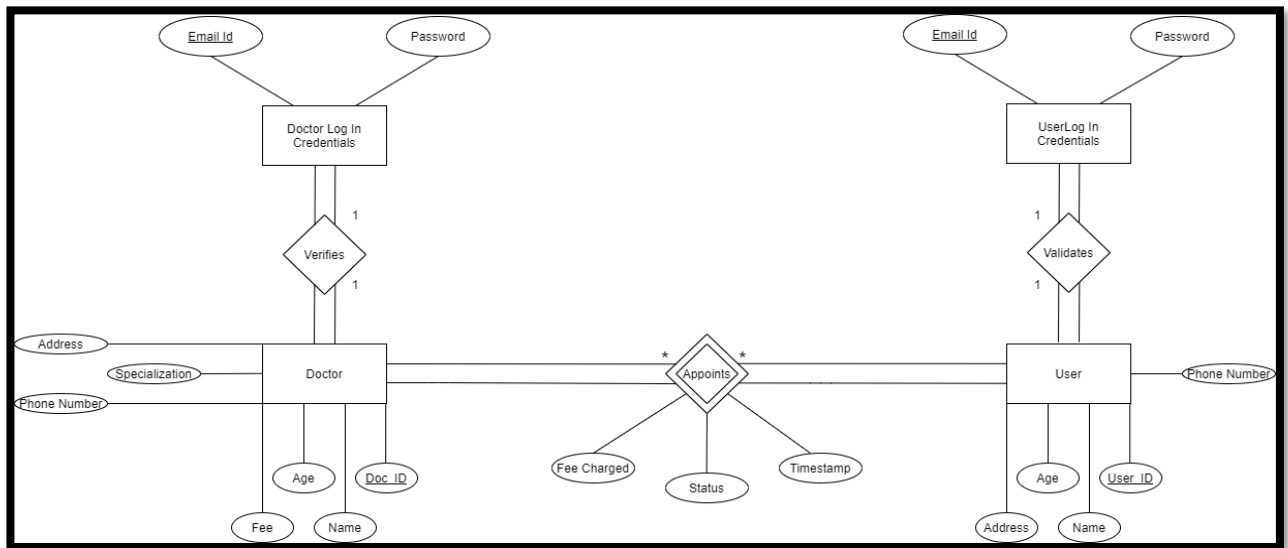 Email Id
Password
Email Id
Password
Doctor Log In
Credentials
UserLog In
Credentials
1
1
Verifies
Validates
1
1
Address
Specialization
Phone Number
Doctor
*
Appoints
*
User
Phone Number
Age
Doc_ID
Fee
Name
Fee Charged
Status
Timestamp
Age
User_ID
Address
Name